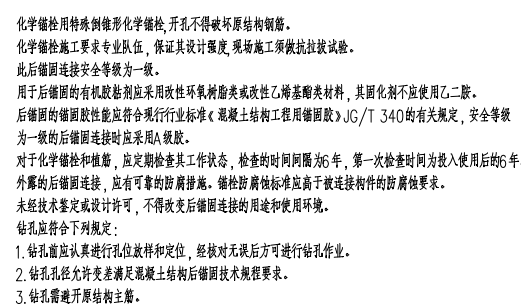 化学锚栓用特殊倒锥形化学锚栓,开孔不得破坏原结构钢筋。
化学锚栓施工要求专业队伍，保证其设计强度,现场施工须做抗拉拔试验。
此后锚固连接安全等级为一级。
用于后锚固的有机胶粘剂应采用改性环氧树脂类或改性乙烯基酯类材料，其固化剂不应使用乙二胺。
后锚固的锚固胶性能应符合现行行业标准《混凝土结构工程用锚固胶》JG/T 340的有关规定，安全等级
为一级的后锚固连接时应采用A级胶。
对于化学锚栓和植筋，应定期检查其工作状态，检查的时间间隔为6年，第一次检查时间为投入使用后的6年
外露的后锚固连接，应有可靠的防腐措施。锚栓防腐蚀标准应高于被连接构件的防腐蚀要求。
未经技术鉴定或设计许可，不得改变后锚固连接的用途和使用环境。
钻孔应符合下列规定：
1.钻孔前应认真进行孔位放样和定位，经核对无误后方可进行钻孔作业。
2.钻孔孔径允许变差满足混凝土结构后锚固技术规程要求。
3.钻孔需避开原结构主筋。